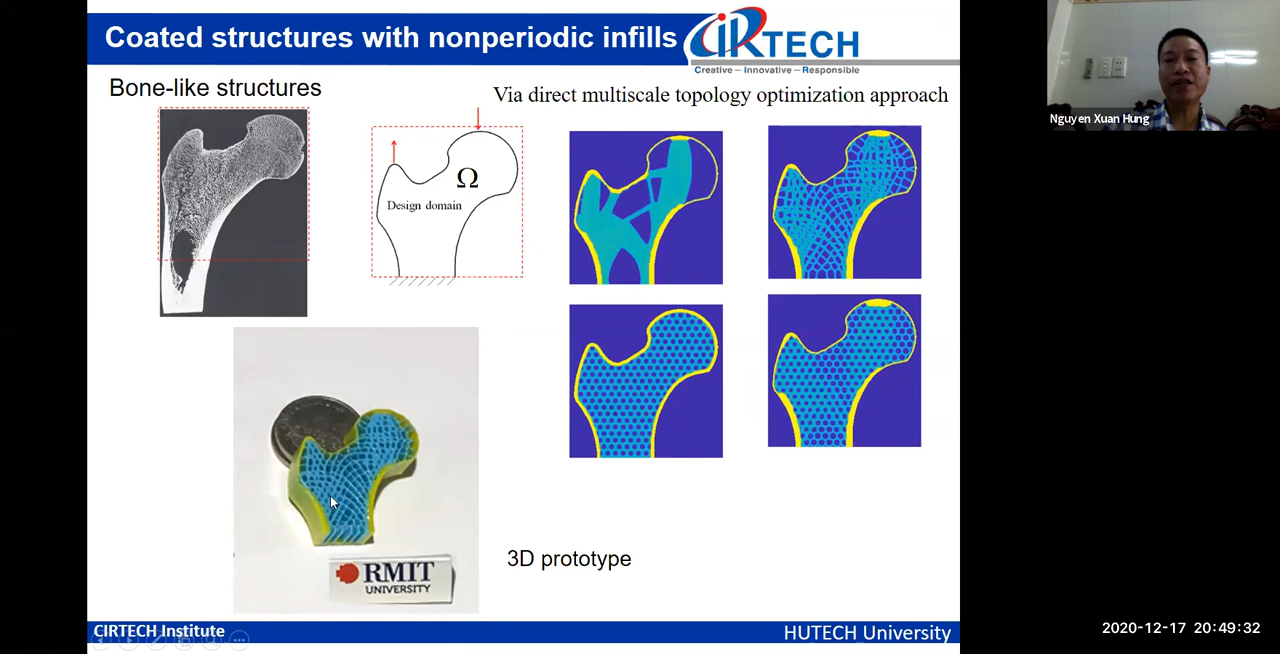 Coated structures with nonperiodic infills
CIRTECH
Creative – Innovative – Responsible
Bone-like structures
Via direct multiscale topology optimization approach
Nguyen Xuan Hung
Ω
Design domain
RMIT
UNIVERSITY
3D prototype
CIRTECH Institute
HUTECH University
2020-12-17 20:49:32